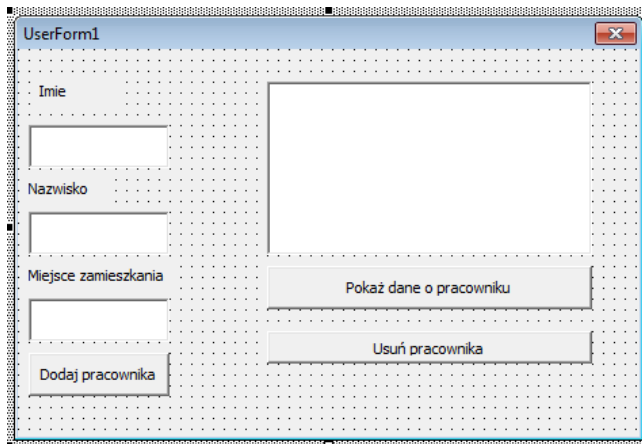 UserForm1
Imie
Nazwisko
Miejsce zamieszkania
Dodaj pracownika
Pokaż dane o pracowniku
Usuń pracownika